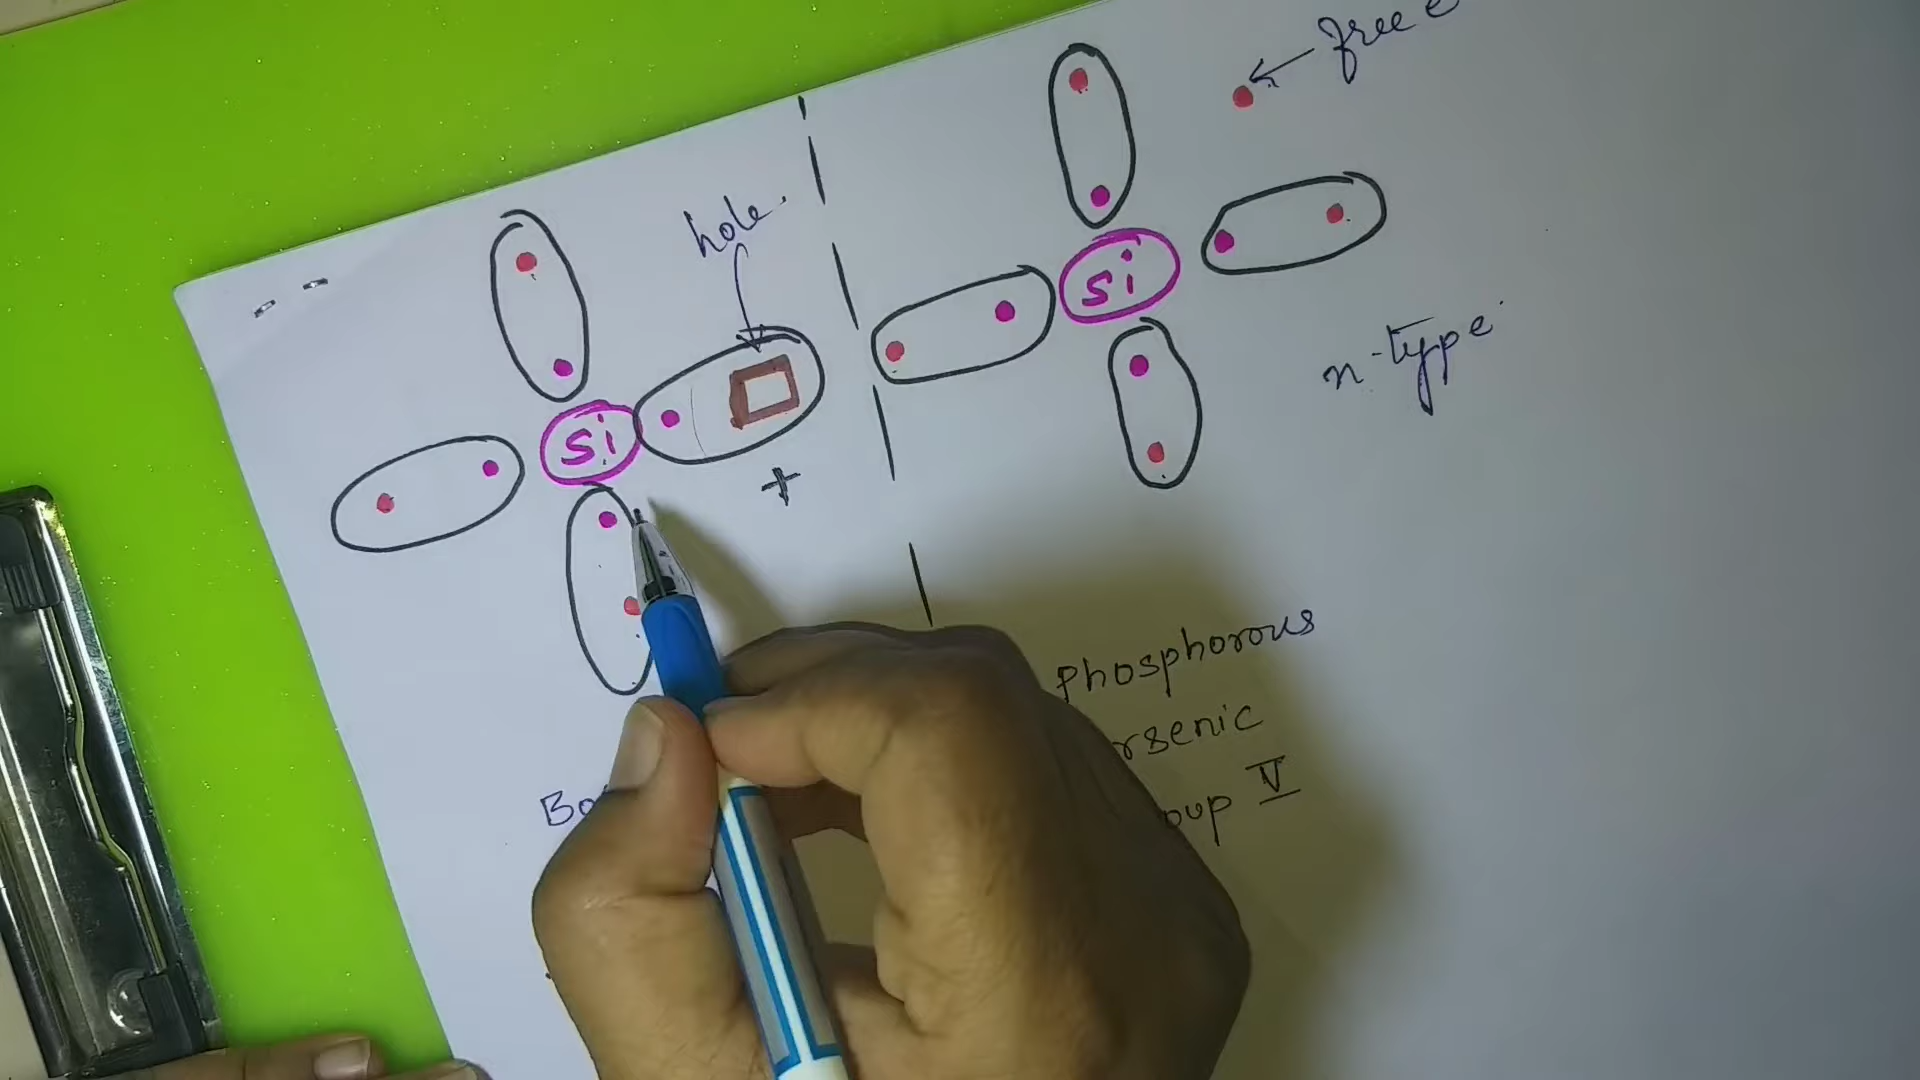 free e
hole
si
si
+
n-type
Phosphorous
rsenic
oup V
Bo